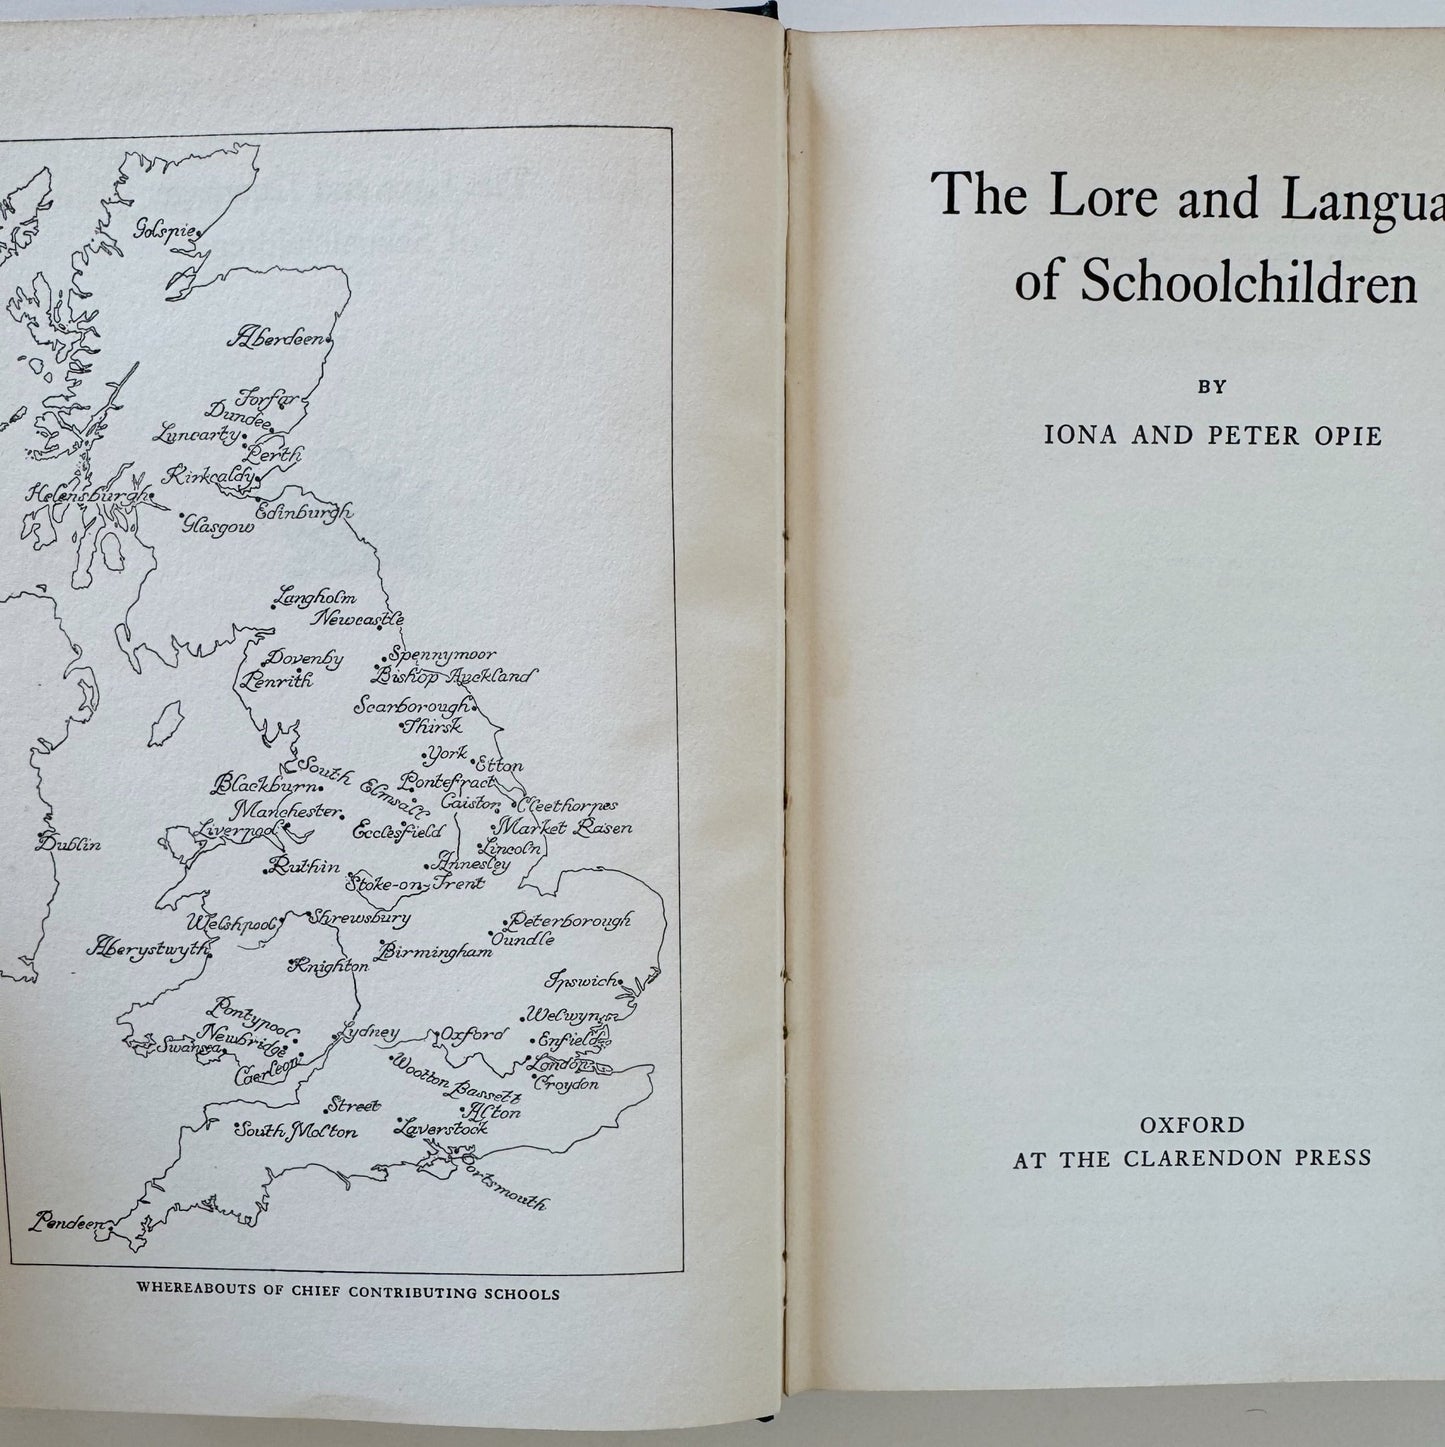 Golspie
Aberdeen
Forfar
Dundee
Luncarty
Perth
Kirkcaldy
Helensburgh
Edinburgh
Glasgow
Langholm
Newcastle
Dovenby
Spennymoor
Penrith
Bishop Auckland
Scarborough
Thirsk
York
Etton
South Elmsall
Blackburn
Pontefract
Caistor
Cleethorpes
Manchester
Liverpool
Ecclesfield
Market Rasen
Dublin
Lincoln
Ruthin
Annesley
Stoke-on-Trent
Welshpool
Shrewsbury
Peterborough
Oundle
Aberystwyth
Birmingham
Knighton
Ipswich
Pontypool
Welwyn
Newbridge
Lydney
Oxford
Enfield
Swansea
Caerleon
London
Wootton Bassett
Croydon
Street
Alton
South Molton
Laverstock
Portsmouth
Pendeen
WHEREABOUTS OF CHIEF CONTRIBUTING SCHOOLS
The Lore and Langua
of Schoolchildren
BY
IONA AND PETER OPIE
OXFORD
AT THE CLARENDON PRESS